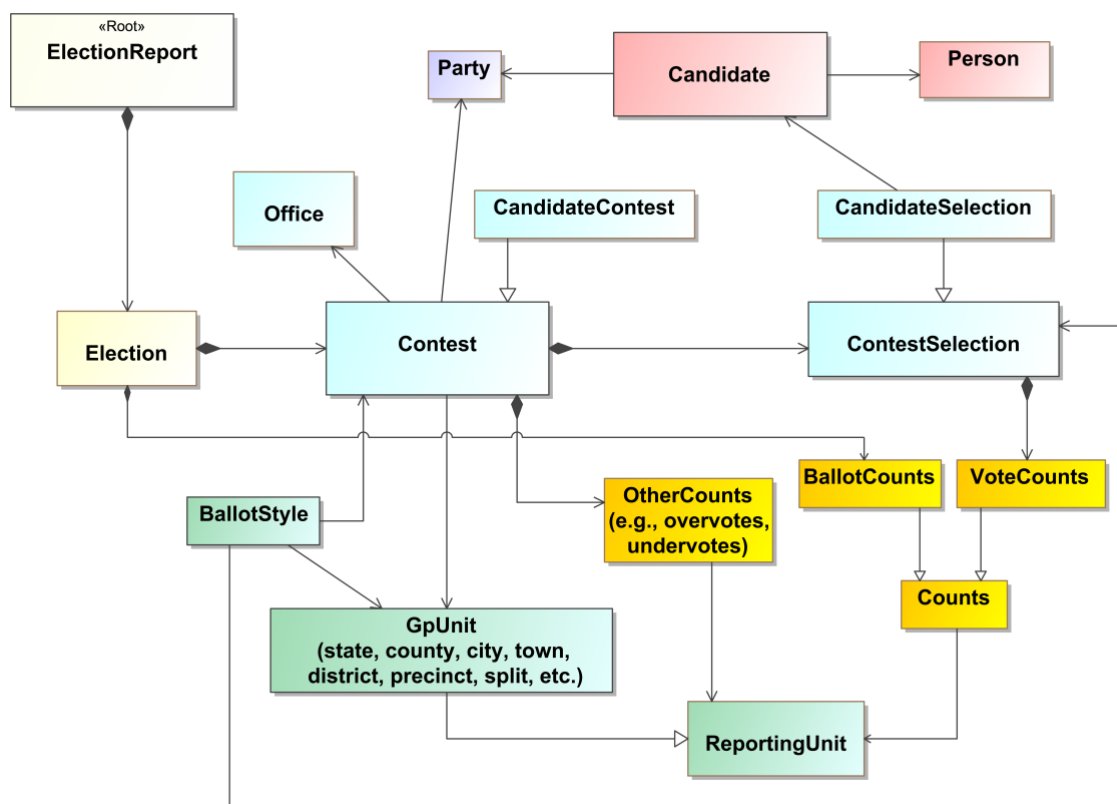 «Root»
ElectionReport
Party
Candidate
Person
Office
CandidateContest
CandidateSelection
Election
Contest
ContestSelection
BallotStyle
OtherCounts
(e.g., overvotes,
undervotes)
BallotCounts
VoteCounts
Counts
GpUnit
(state, county, city, town,
district, precinct, split, etc.)
ReportingUnit